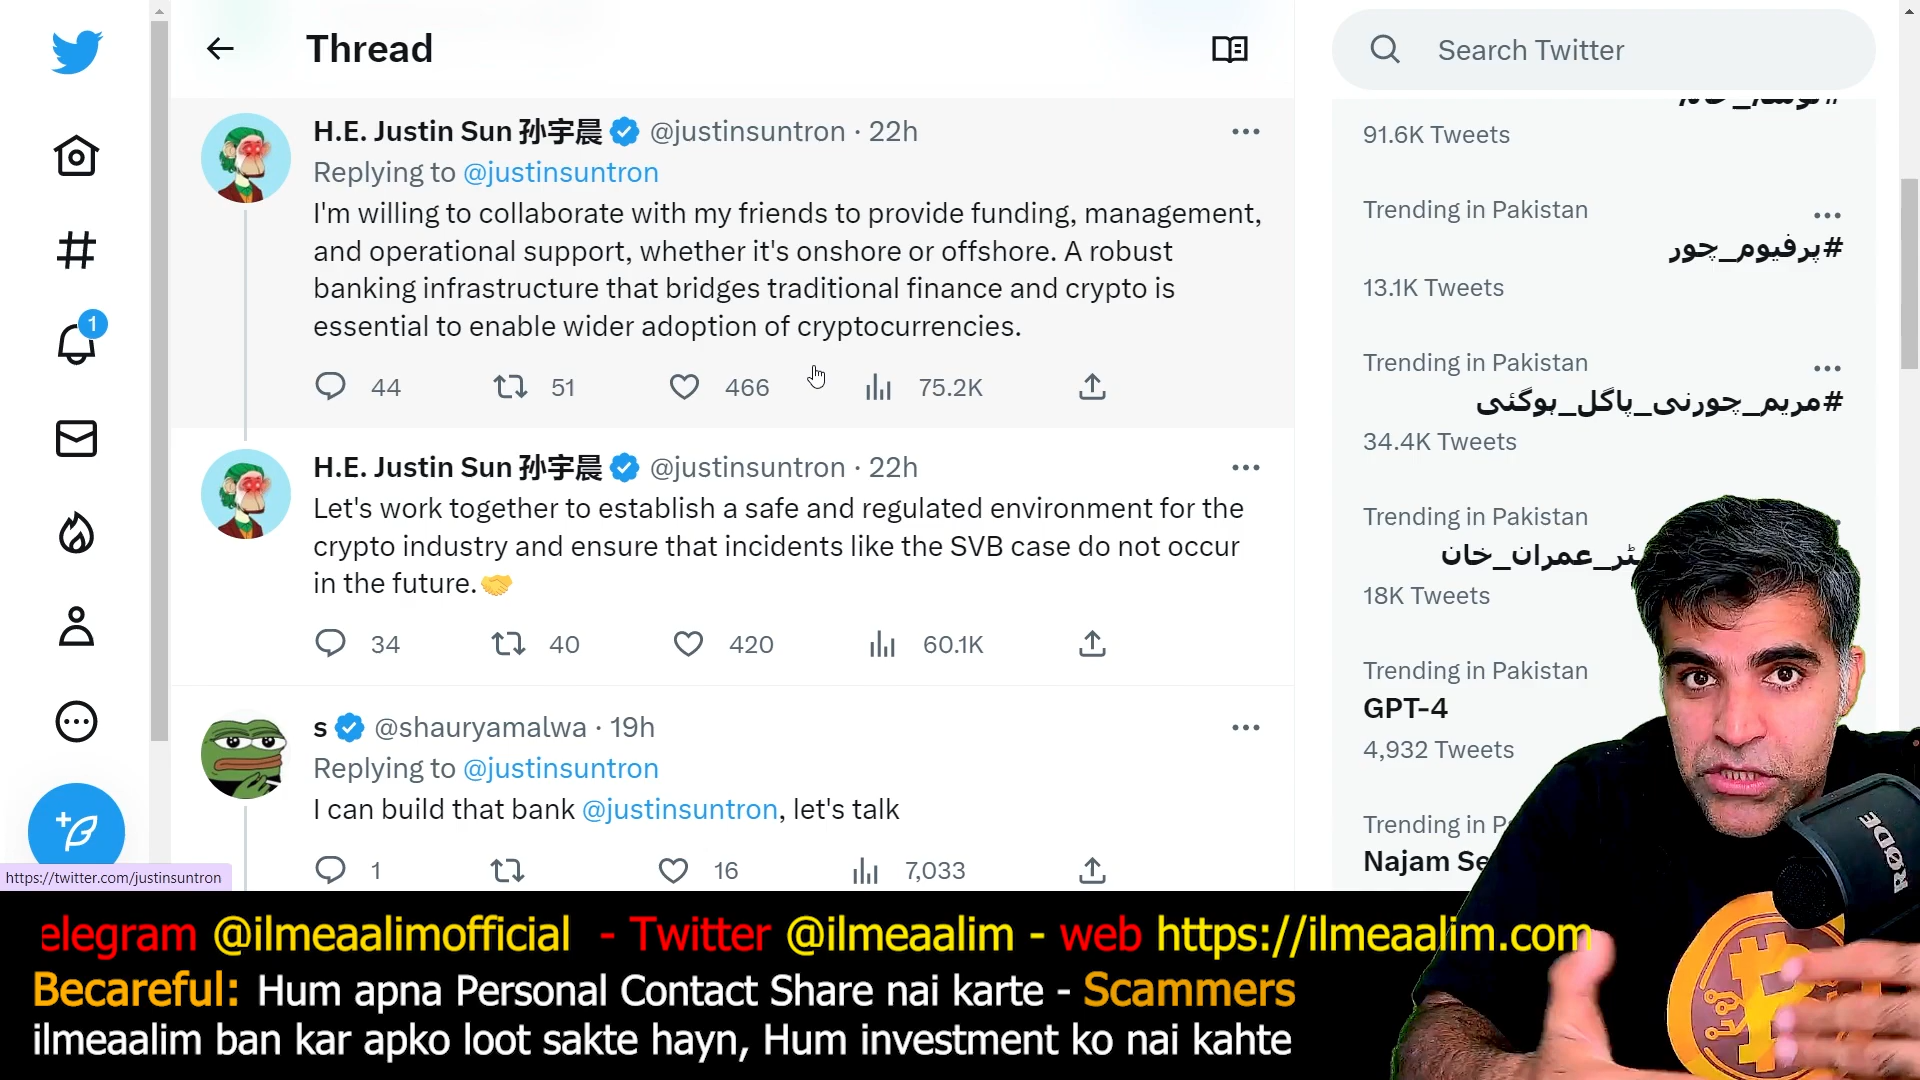 Thread
Search Twitter
H.E. Justin Sun 孙宇晨 @justinsuntron · 22h
Replying to @justinsuntron
I'm willing to collaborate with my friends to provide funding, management,
and operational support, whether it's onshore or offshore. A robust
banking infrastructure that bridges traditional finance and crypto is
essential to enable wider adoption of cryptocurrencies.
44 51 466 75.2K
H.E. Justin Sun 孙宇晨 @justinsuntron · 22h
Let's work together to establish a safe and regulated environment for the
crypto industry and ensure that incidents like the SVB case do not occur
in the future.🤝
34 40 420 60.1K
s @shauryamalwa · 19h
Replying to @justinsuntron
I can build that bank @justinsuntron, let's talk
1 16 7,033
1
https://twitter.com/justinsuntron
91.6K Tweets
Trending in Pakistan
#پرفیوم_چور
13.1K Tweets
Trending in Pakistan
#مریم_چورنی_پاگل_ہوگئی
34.4K Tweets
Trending in Pakistan
عمران_خان
18K Tweets
Trending in Pakistan
GPT-4
4,932 Tweets
Trending in
Najam
RØDE
elegram @ilmeaalimofficial - Twitter @ilmeaalim - web https://ilmeaalim.com
Becareful: Hum apna Personal Contact Share nai karte - Scammers
ilmeaalim ban kar apko loot sakte hayn, Hum investment ko nai kahte